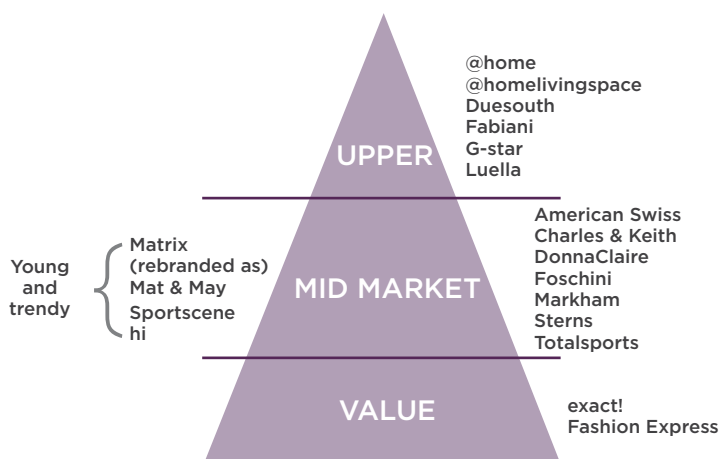 @home
@homelivingspace
Duesouth
Fabiani
G-star
Luella
UPPER
American Swiss
Charles & Keith
DonnaClaire
Foschini
Markham
Sterns
Totalsports
MID MARKET
Young
and
trendy
Matrix
(rebranded as)
Mat & May
Sportscene
hi
VALUE
exact!
Fashion Express